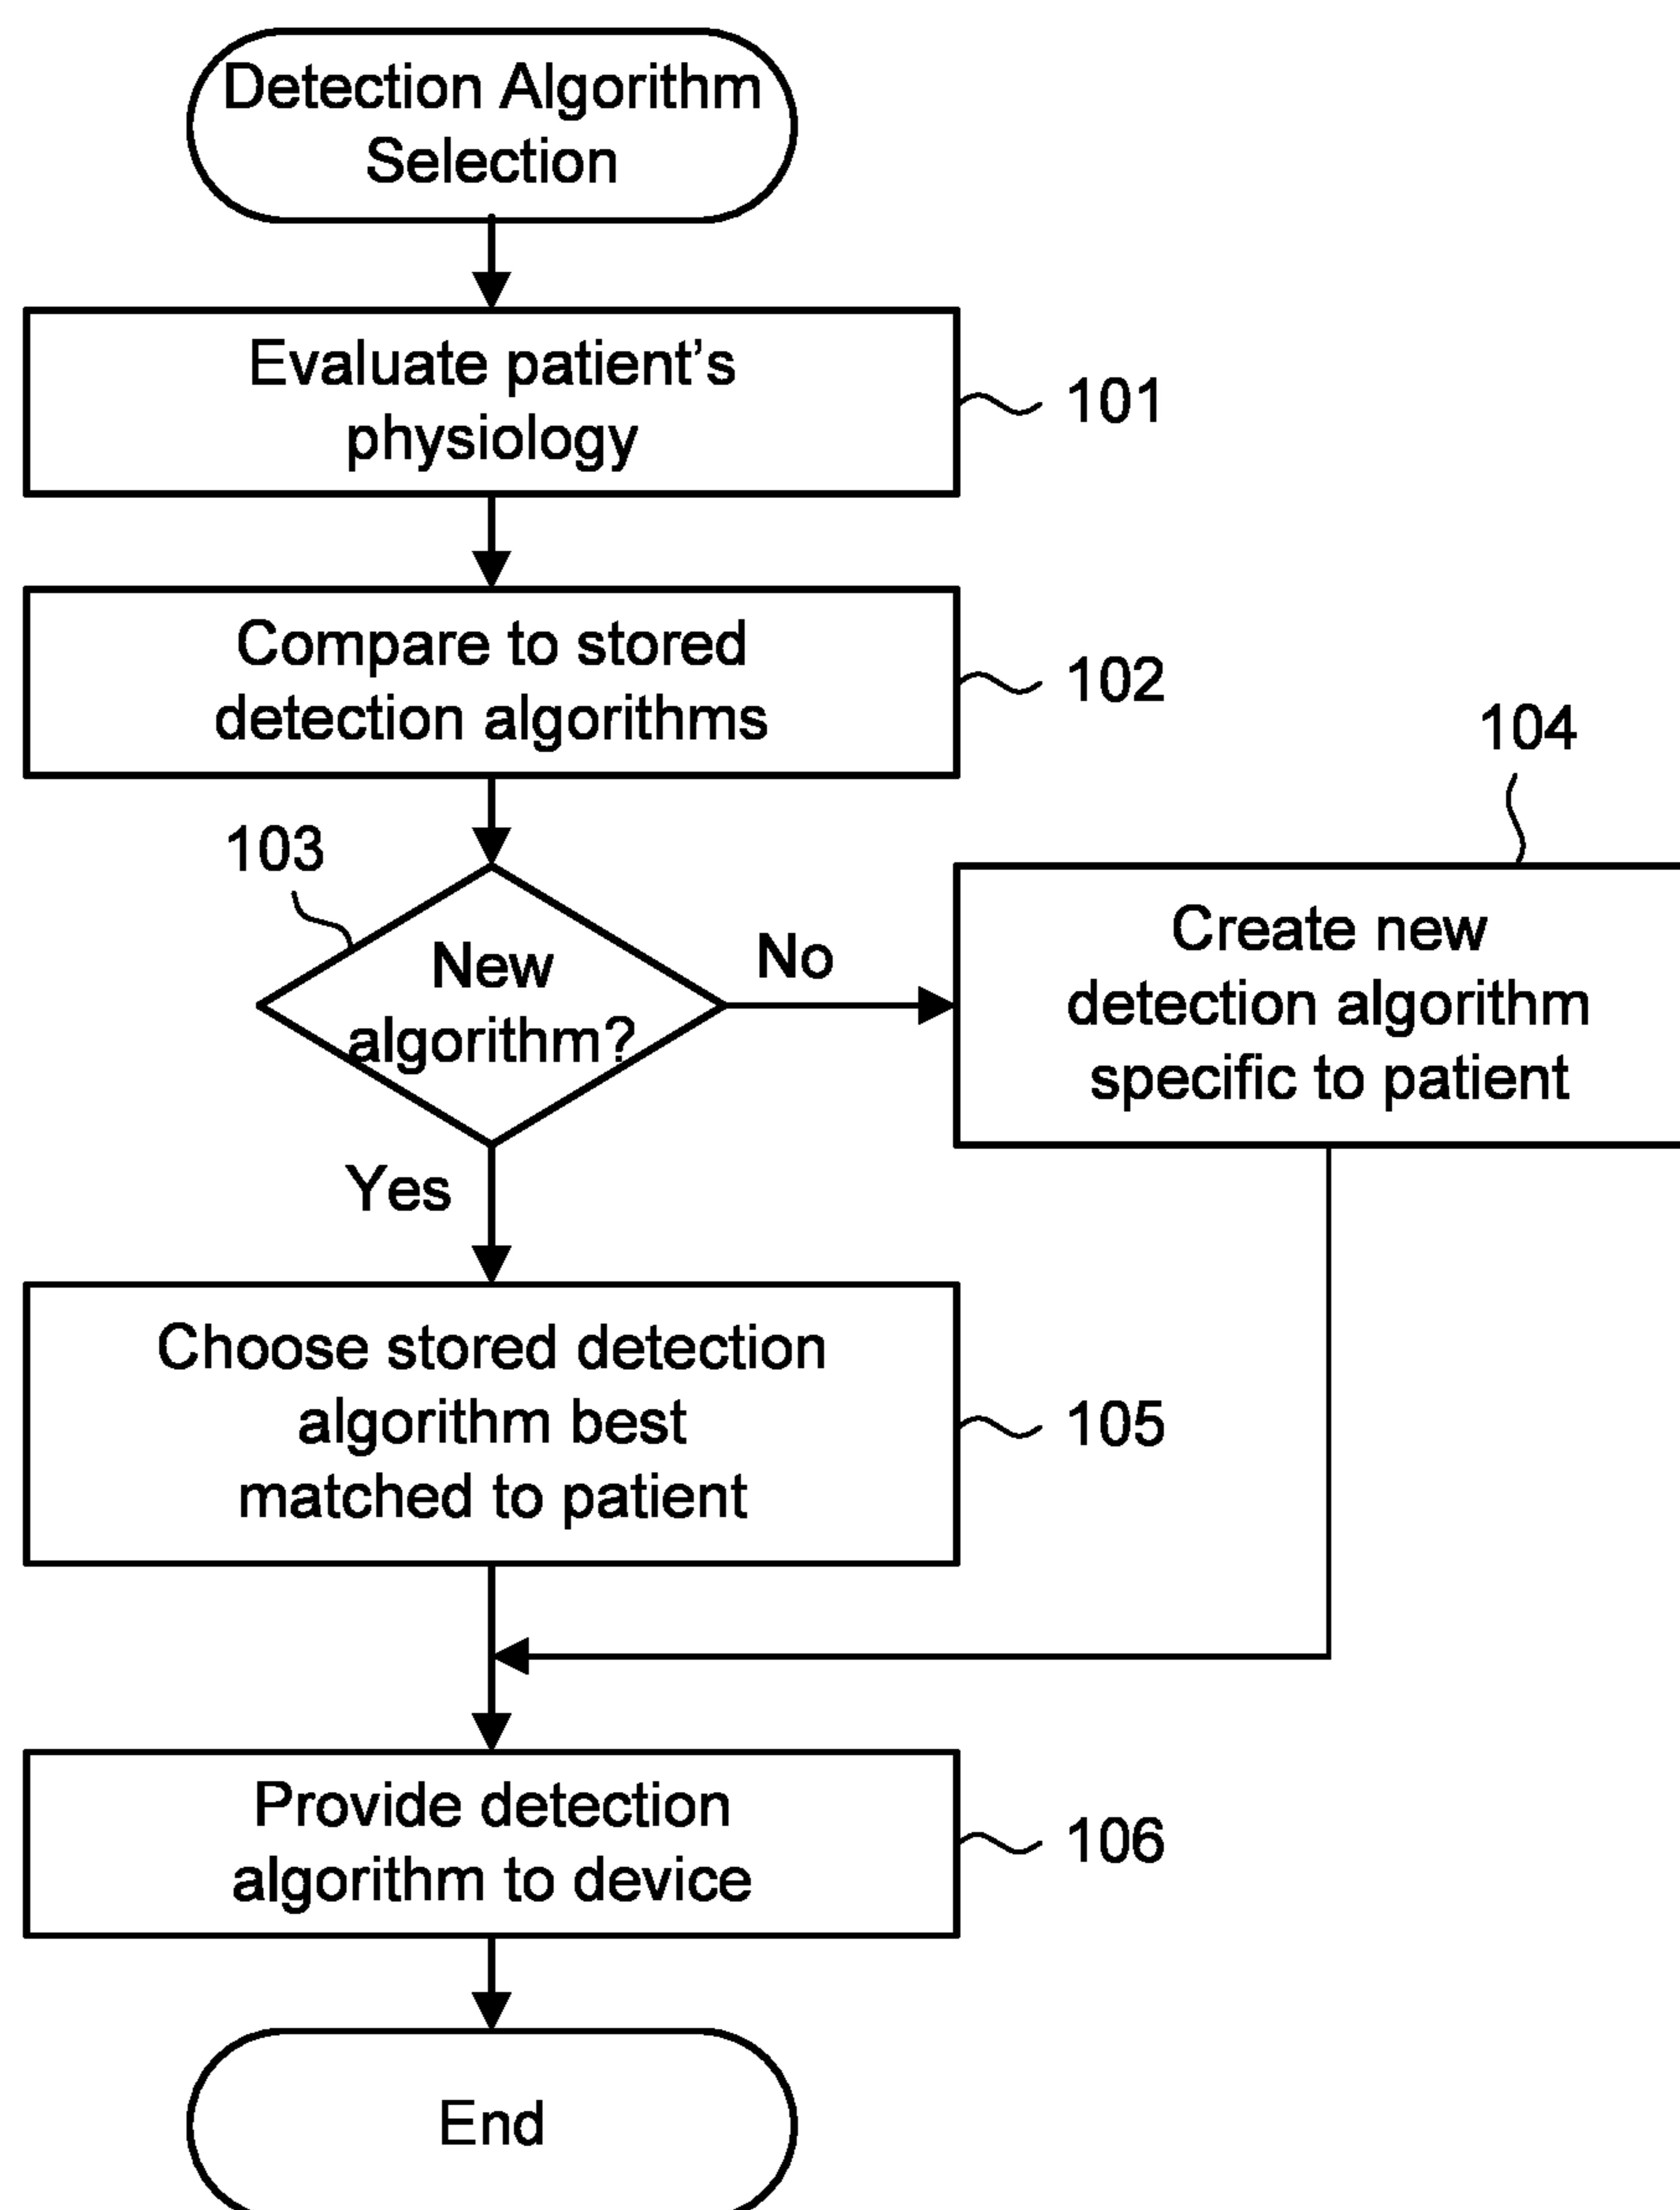 Detection Algorithm
Selection
Evaluate patient's
physiology
101
Compare to stored
detection algorithms
102
103
New
algorithm?
No
104
Create new
detection algorithm
specific to patient
Yes
Choose stored detection
algorithm best
matched to patient
105
Provide detection
algorithm to device
106
End